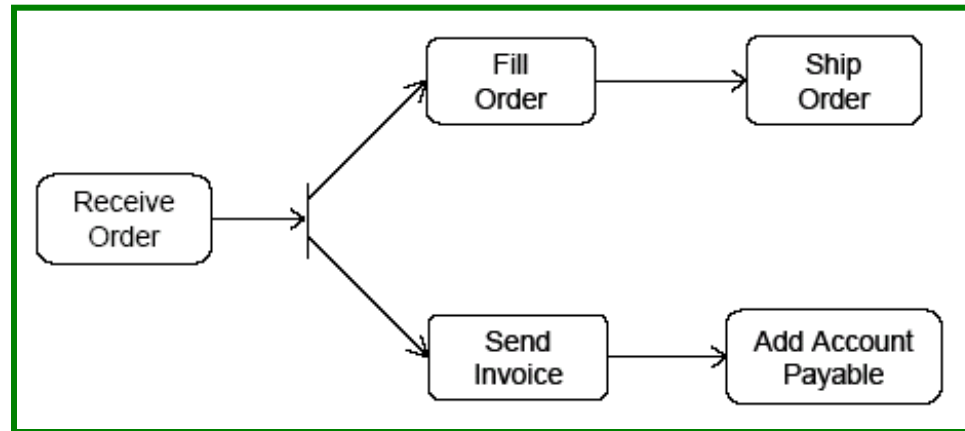 Receive
Order
Fill
Order
Ship
Order
Send
Invoice
Add Account
Payable